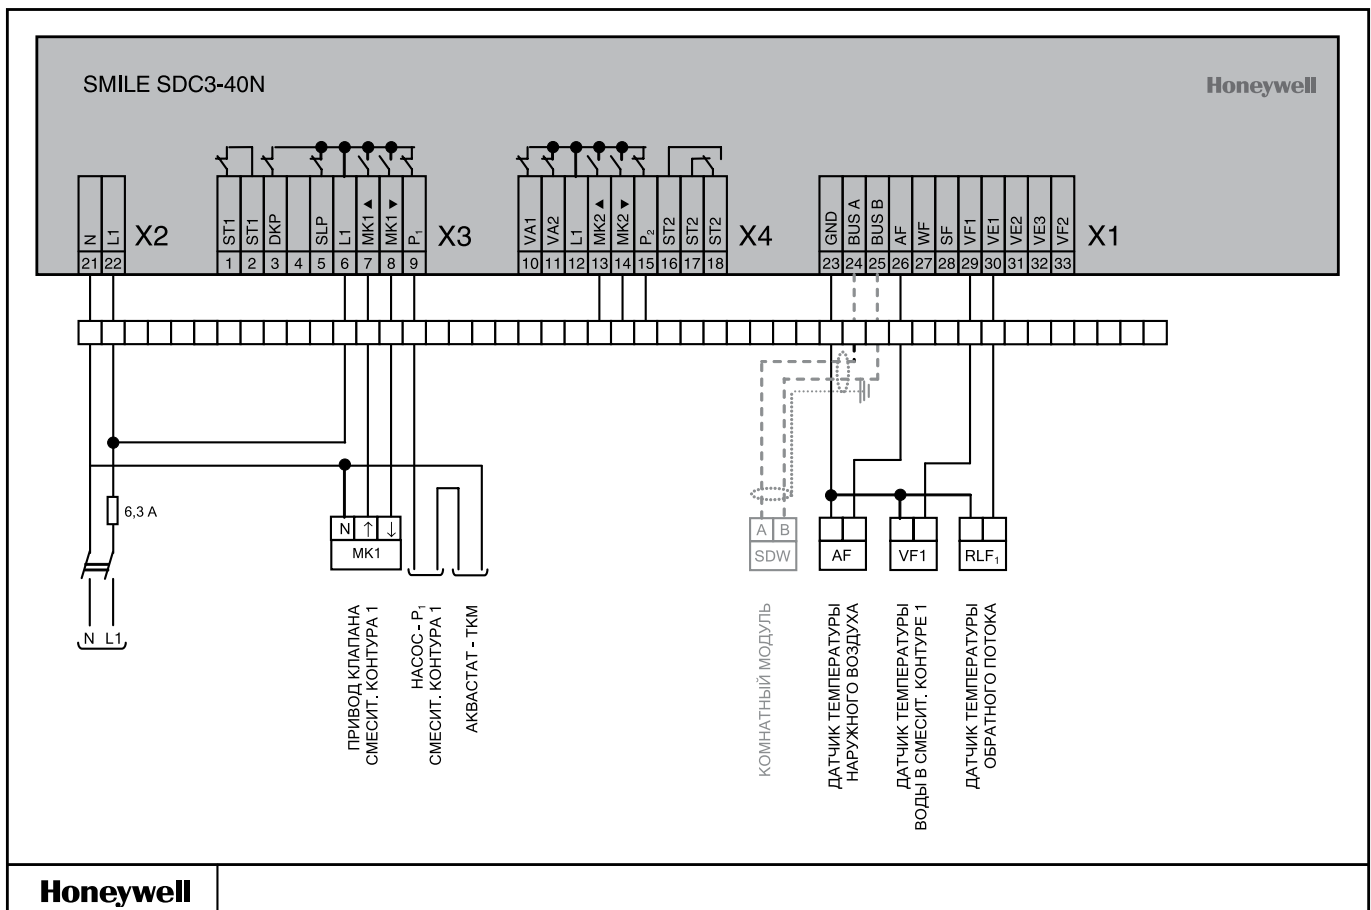 SMILE SDC3-40N
Honeywell
N
L1
X2
ST1
ST1
DKP
SLP
L1
MK1 ▲
MK1 ▼
P₁
X3
VA1
VA2
L1
MK2 ▲
MK2 ▼
P₂
ST2
ST2
ST2
X4
GND
BUS A
BUS B
AF
WF
SF
VF1
VE1
VE2
VE3
VF2
X1
21 22
1 2 3 4 5 6 7 8 9
10 11 12 13 14 15 16 17 18
23 24 25 26 27 28 29 30 31 32 33
6,3 A
N ↑ ↓
MK1
A B
SDW
AF
VF1
RLF₁
N L1
ПРИВОД КЛАПАНА
СМЕСИТ. КОНТУРА 1
НАСОС - P₁
СМЕСИТ. КОНТУРА 1
АКВАСТАТ - ТКМ
КОМНАТНЫЙ МОДУЛЬ
ДАТЧИК ТЕМПЕРАТУРЫ
НАРУЖНОГО ВОЗДУХА
ДАТЧИК ТЕМПЕРАТУРЫ
ВОДЫ В СМЕСИТ. КОНТУРЕ 1
ДАТЧИК ТЕМПЕРАТУРЫ
ОБРАТНОГО ПОТОКА
Honeywell